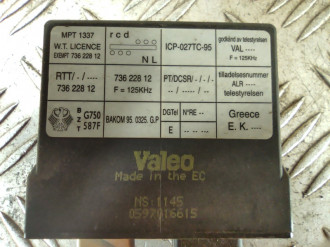 MPT 1337
W.T. LICENCE
EXEMPT 736 228 12
r c d
N L
ICP-027TC-95
godkänd av telestyrelsen
VAL ----
F = 125KHz
RTT/-/----
736 228 12
736 228 12
F = 125KHz
PT/DCSR/-/-/-
--/-----/--
tilladelsesnummer
ALR ----
telestyrelsen
B Z T
G750
587F
BAKOM 95. 0325. G.P
DGTel
N°RE --
E
Greece
E. K. ----
Valeo
Made in the EC
NS:1145
0597016615